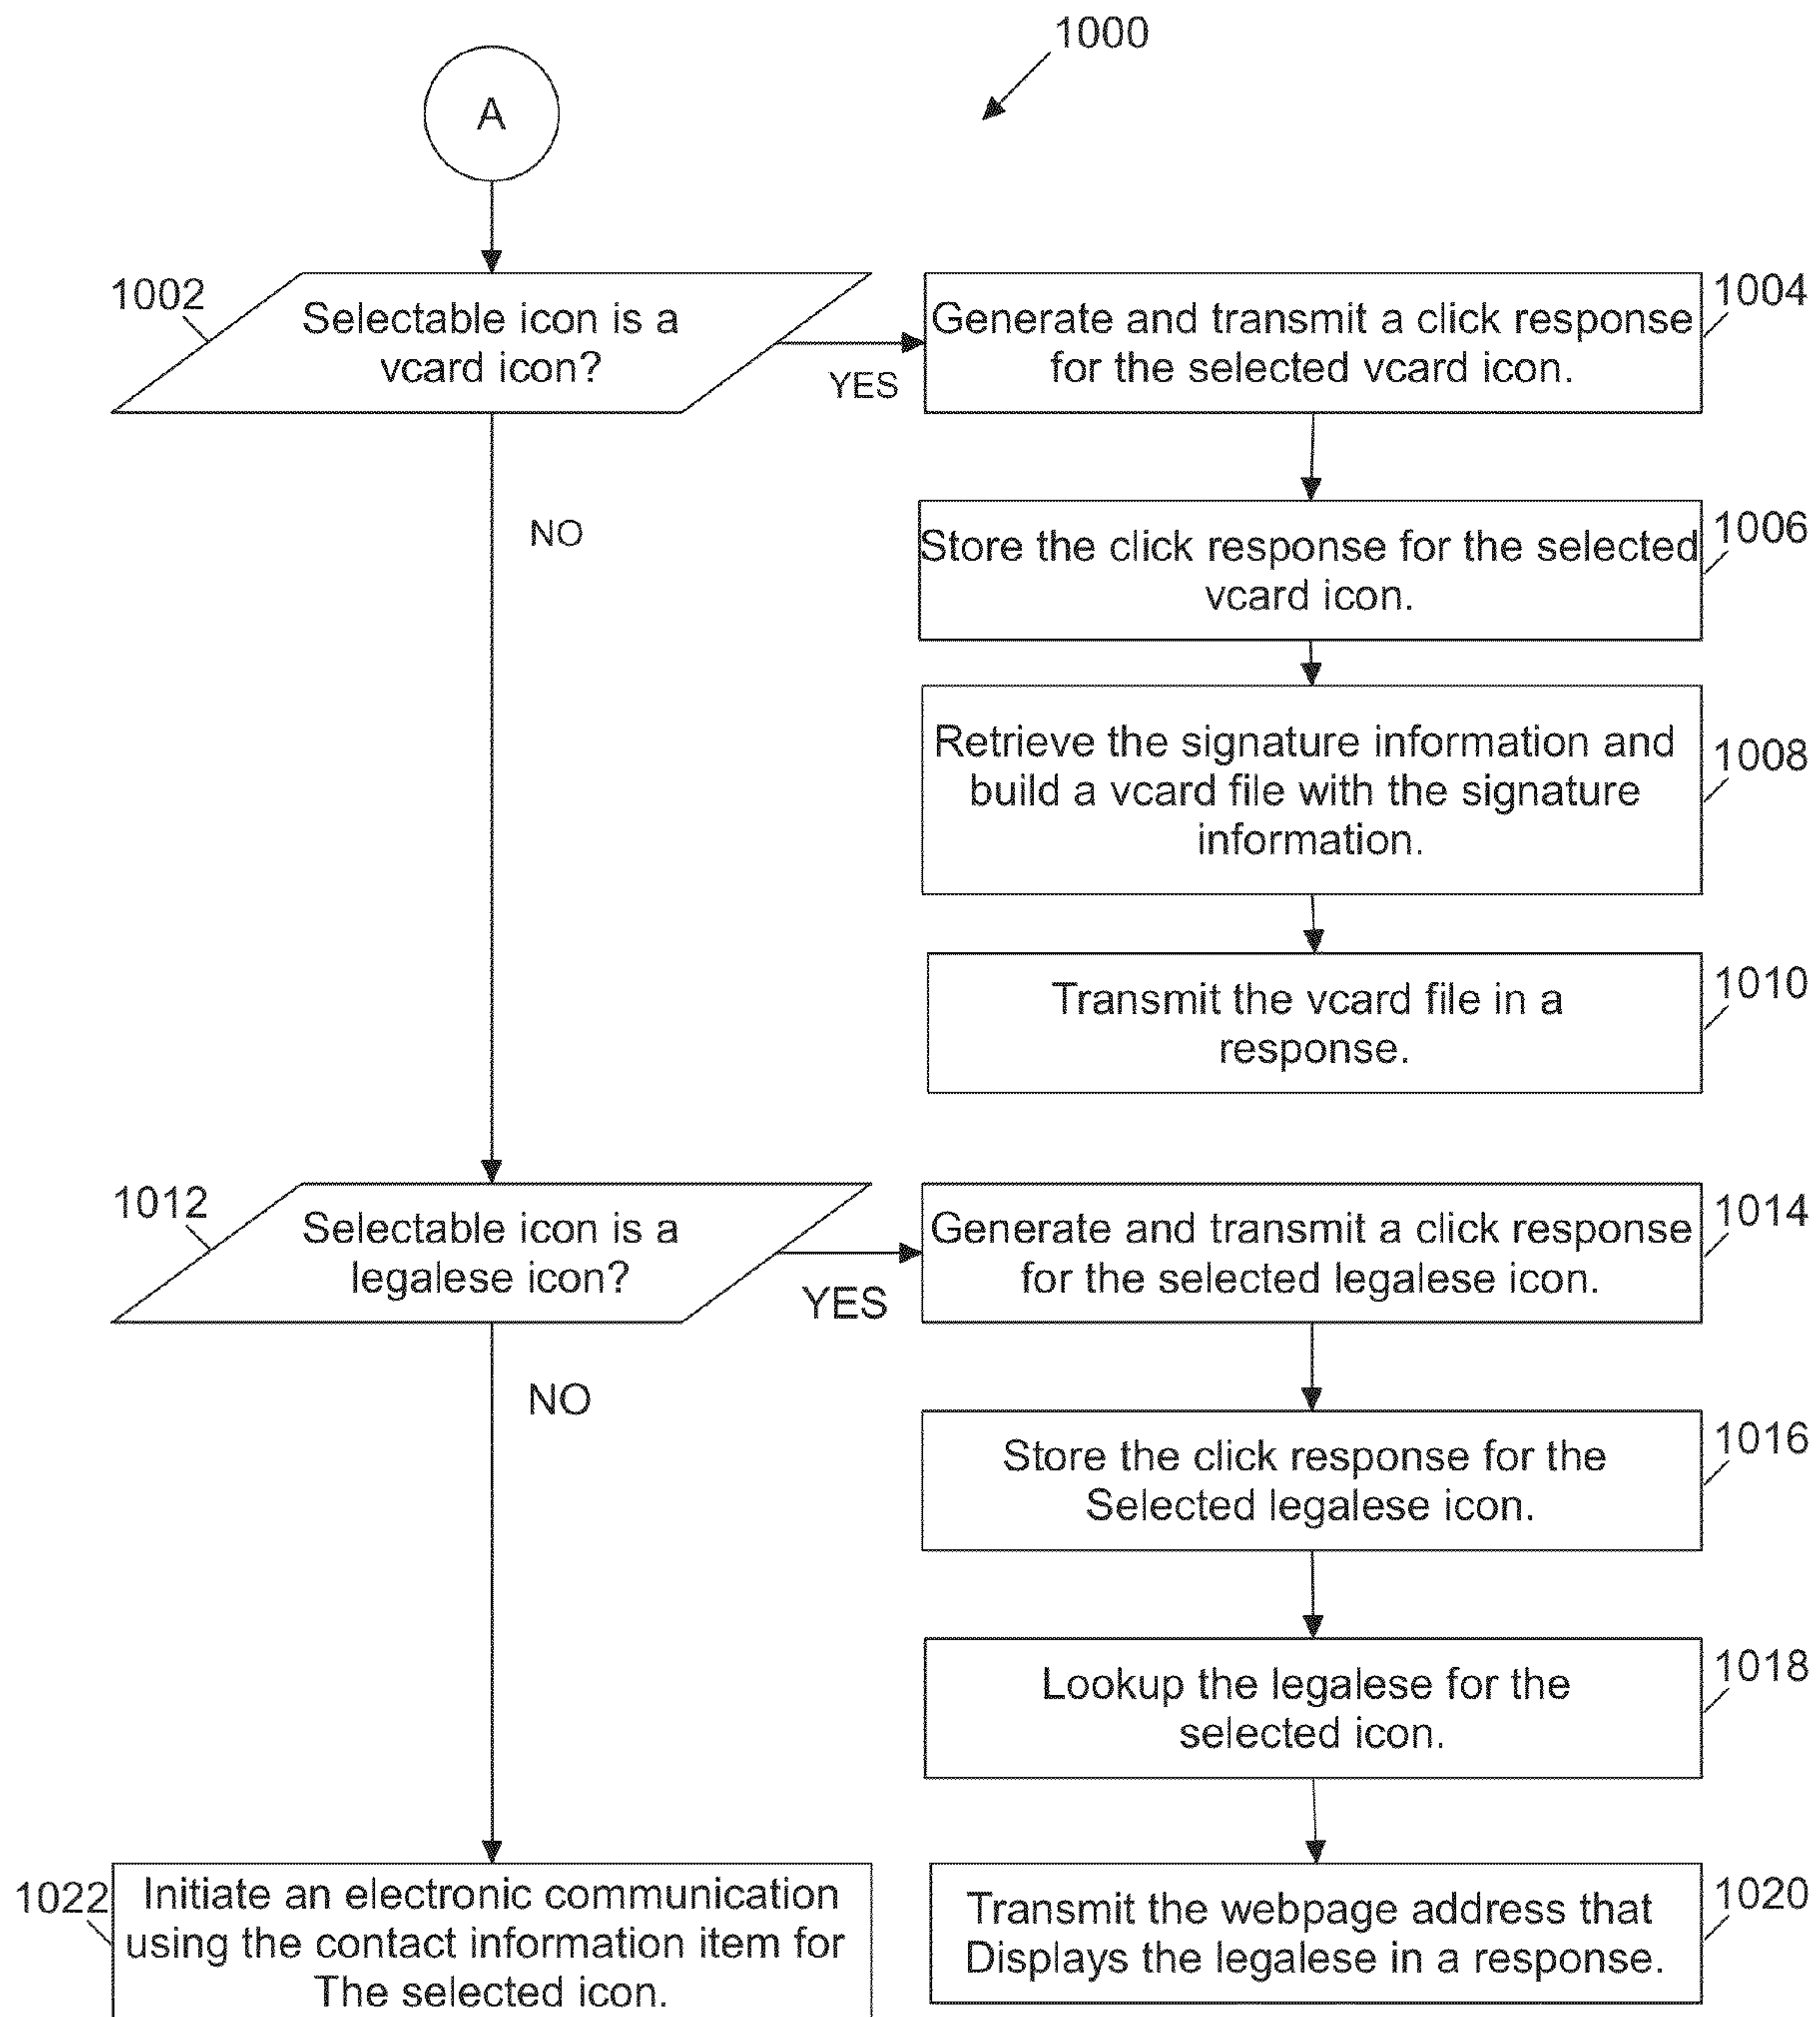 1000
A
1002
Selectable icon is a
vcard icon?
YES
NO
1004
Generate and transmit a click response
for the selected vcard icon.
1006
Store the click response for the selected
vcard icon.
1008
Retrieve the signature information and
build a vcard file with the signature
information.
1010
Transmit the vcard file in a
response.
1012
Selectable icon is a
legalese icon?
YES
NO
1014
Generate and transmit a click response
for the selected legalese icon.
1016
Store the click response for the
Selected legalese icon.
1018
Lookup the legalese for the
selected icon.
1020
Transmit the webpage address that
Displays the legalese in a response.
1022
Initiate an electronic communication
using the contact information item for
The selected icon.